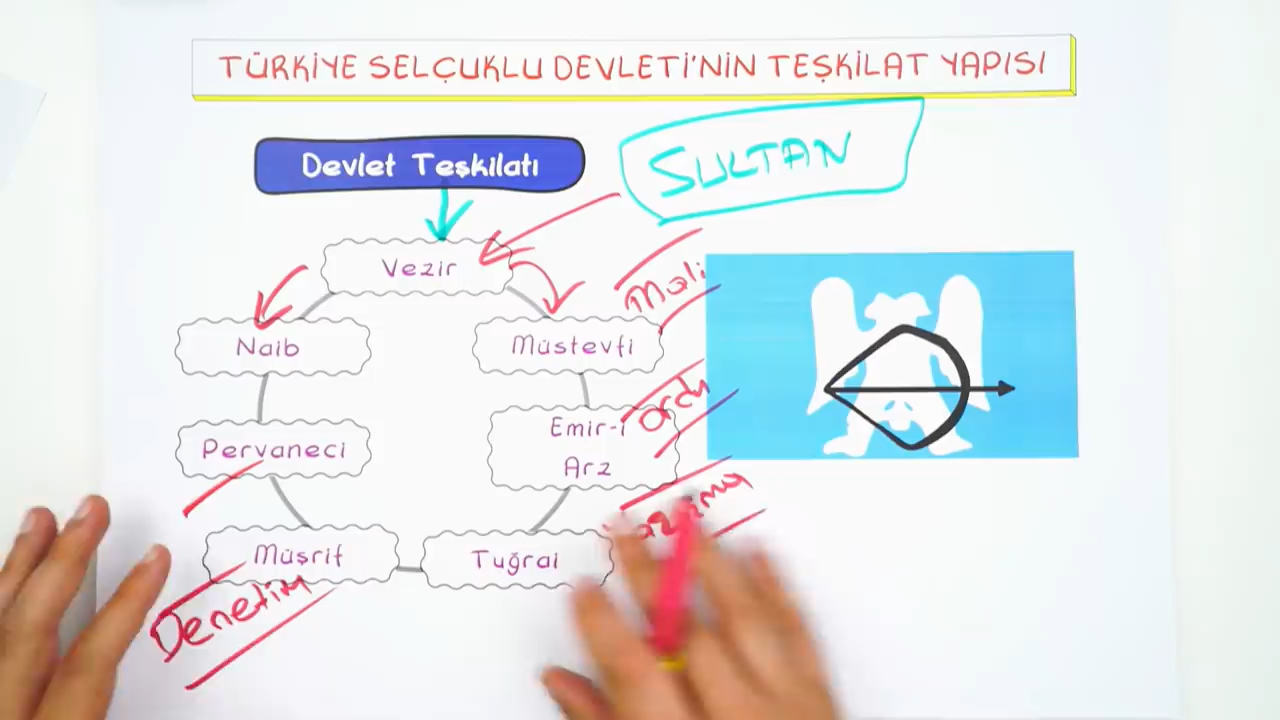 TÜRKİYE SELÇUKLU DEVLETİ'NİN TEŞKİLAT YAPISI
Devlet Teşkilatı
SULTAN
Vezir
Mali
Naib
Müstevfi
Ordu
Pervaneci
Emir-i
Arz
Müşrif
Tuğrai
Denetim